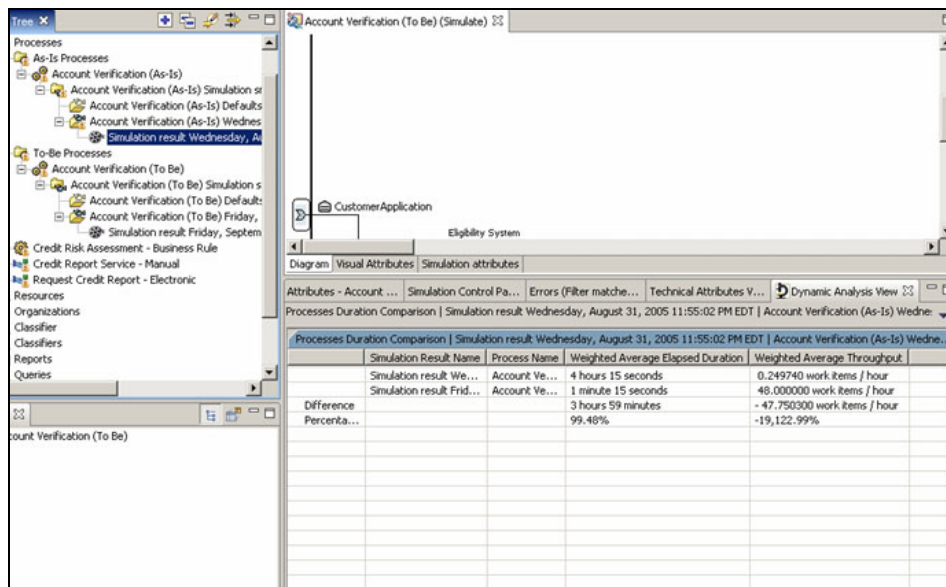 Tree
Processes
As-Is Processes
Account Verification (As-Is)
Account Verification (As-Is) Simulation sr
Account Verification (As-Is) Defaults
Account Verification (As-Is) Wednes
Simulation result Wednesday, Au
To-Be Processes
Account Verification (To Be)
Account Verification (To Be) Simulation s
Account Verification (To Be) Defaults
Account Verification (To Be) Friday,
Simulation result Friday, Septem
Credit Risk Assessment - Business Rule
Credit Report Service - Manual
Request Credit Report - Electronic
Resources
Organizations
Classifier
Classifiers
Reports
Queries
count Verification (To Be)
Account Verification (To Be) (Simulate)
CustomerApplication
Eligibility System
Diagram Visual Attributes Simulation attributes
Attributes - Account ... Simulation Control Pa... Errors (Filter matche... Technical Attributes V... Dynamic Analysis View
Processes Duration Comparison | Simulation result Wednesday, August 31, 2005 11:55:02 PM EDT | Account Verification (As-Is) Wedne
Processes Duration Comparison | Simulation result Wednesday, August 31, 2005 11:55:02 PM EDT | Account Verification (As-Is) Wedne...
Simulation Result Name Process Name Weighted Average Elapsed Duration Weighted Average Throughput
Simulation result We... Account Ve... 4 hours 15 seconds 0.249740 work items / hour
Simulation result Frid... Account Ve... 1 minute 15 seconds 48.000000 work items / hour
Difference 3 hours 59 minutes - 47.750300 work items / hour
Percenta... 99.48% -19,122.99%